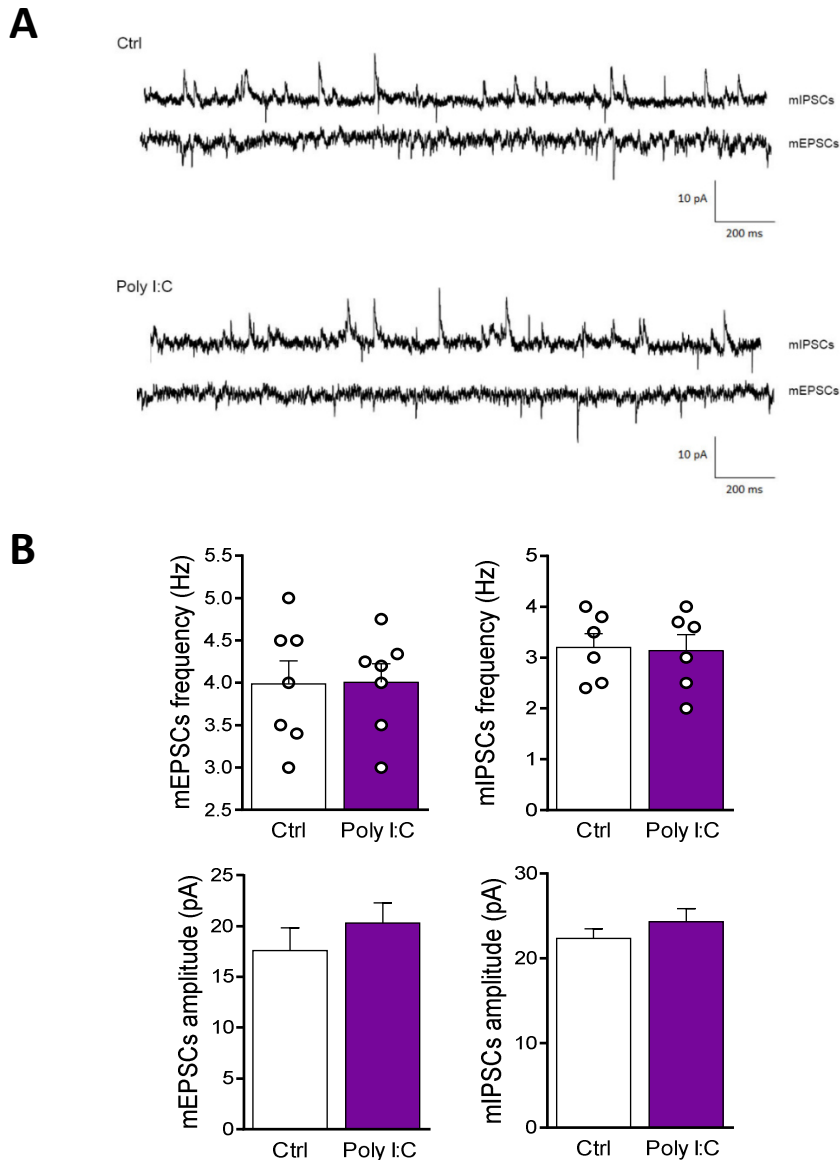 A
Ctrl
mIPSCs
mEPSCs
10 pA
200 ms
Poly I:C
mIPSCs
mEPSCs
10 pA
200 ms
B
mEPSCs frequency (Hz)
5.5
5.0
4.5
4.0
3.5
3.0
2.5
Ctrl
Poly I:C
mIPSCs frequency (Hz)
5
4
3
2
1
0
Ctrl
Poly I:C
mEPSCs amplitude (pA)
25
20
15
10
5
0
Ctrl
Poly I:C
mIPSCs amplitude (pA)
30
20
10
0
Ctrl
Poly I:C